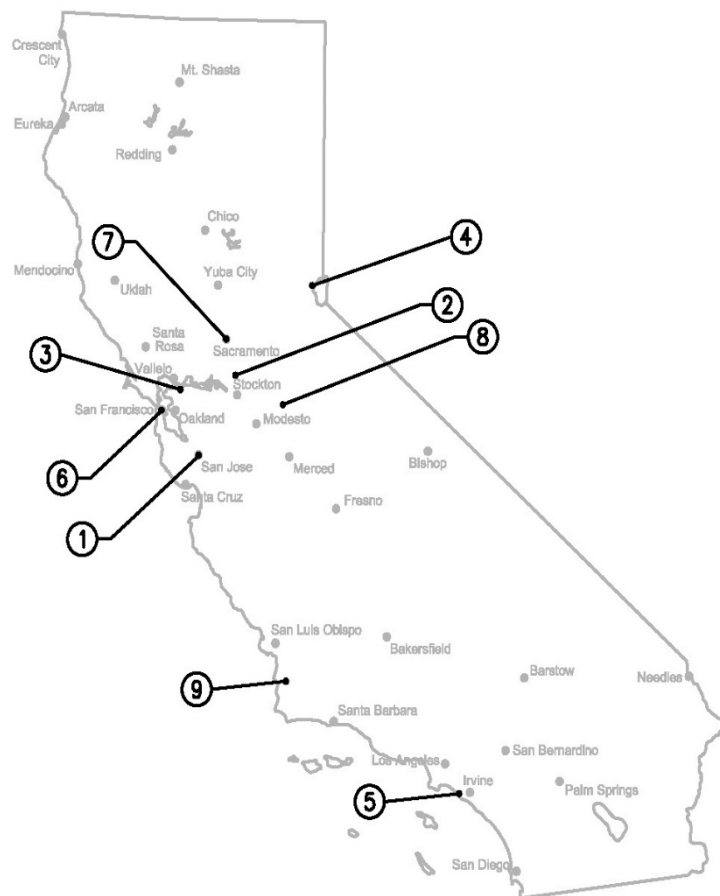 Crescent
City
Mt. Shasta
Arcata
Eureka
Redding
Chico
7
4
Mendocino
Ukiah
Yuba City
2
Santa
Rosa
Sacramento
8
3
Vallejo
Stockton
San Francisco
Oakland
Modesto
6
San Jose
Merced
Bishop
Santa Cruz
Fresno
1
San Luis Obispo
Bakersfield
9
Barstow
Needles
Santa Barbara
San Bernardino
Los Angeles
Irvine
Palm Springs
5
San Diego